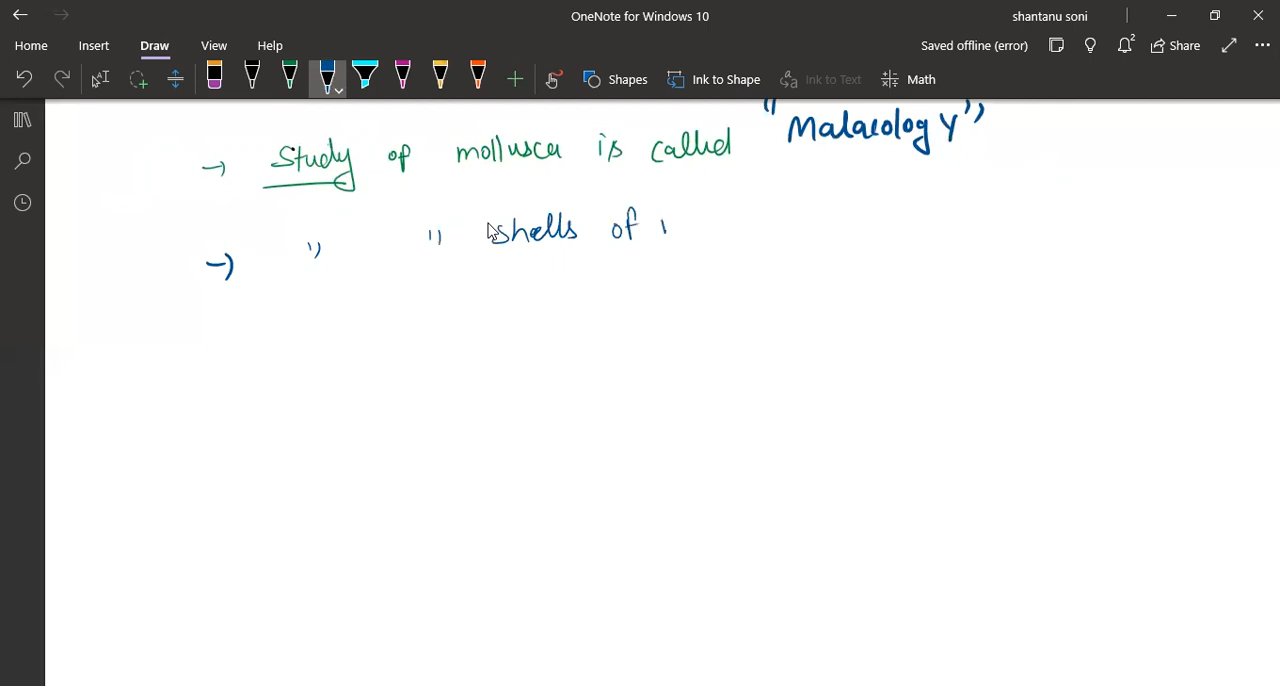 OneNote for Windows 10
shantanu soni
Home Insert Draw View Help
Saved offline (error)
2
Share
Shapes Ink to Shape Ink to Text Math
→ Study of mollusca is called "Malacology"
→ " " shells of